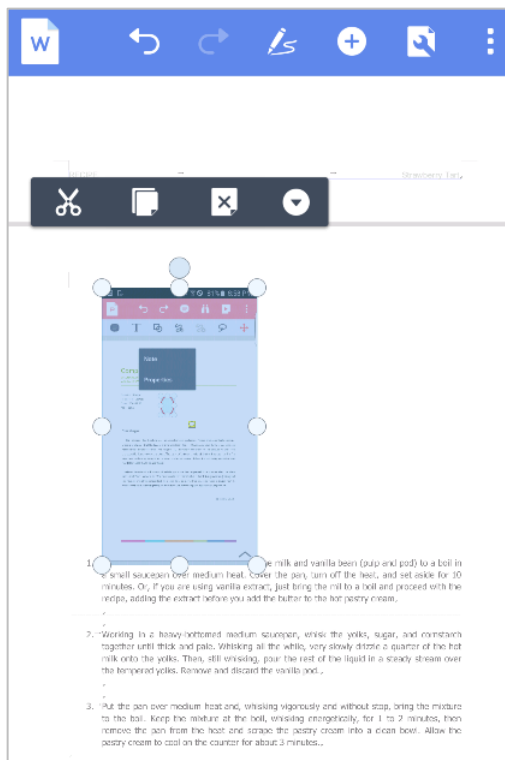 W
RECIPE
Strawberry Tart,
Note
Properties
1. milk and vanilla bean (pulp and pod) to a boil in
a small saucepan over medium heat. Cover the pan, turn off the heat, and set aside for 10
minutes. Or, if you are using vanilla extract, just bring the mil to a boil and proceed with the
recipe, adding the extract before you add the butter to the hot pastry cream,
2. Working in a heavy-bottomed medium saucepan, whisk the yolks, sugar, and cornstarch
together until thick and pale. Whisking all the while, very slowly drizzle a quarter of the hot
milk onto the yolks. Then, still whisking, pour the rest of the liquid in a steady stream over
the tempered yolks. Remove and discard the vanilla pod.,
3. Put the pan over medium heat and, whisking vigorously and without stop, bring the mixture
to the boil. Keep the mixture at the boil, whisking energetically, for 1 to 2 minutes, then
remove the pan from the heat and scrape the pastry cream into a clean bowl. Allow the
pastry cream to cool on the counter for about 3 minutes.,